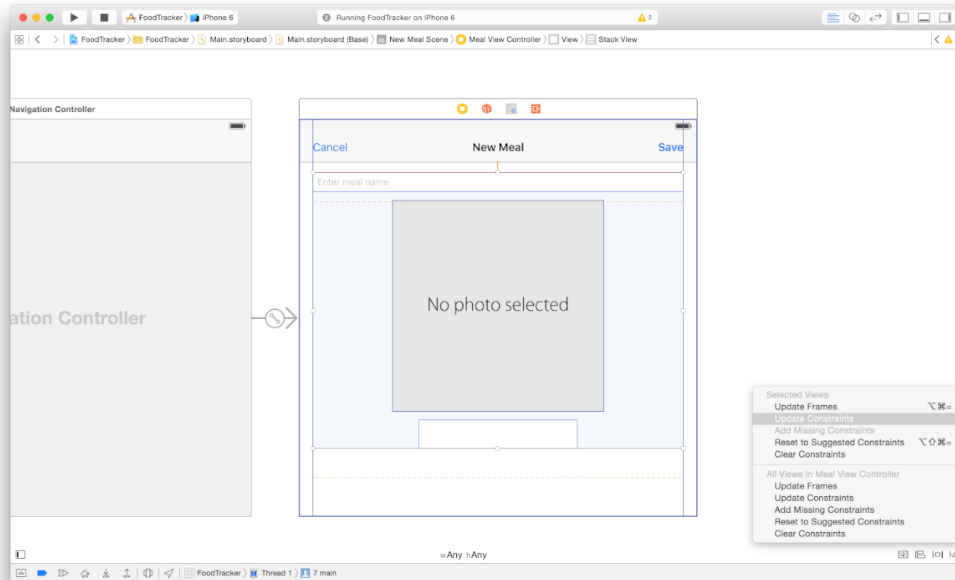 FoodTracker iPhone 6 Running FoodTracker on iPhone 6 2
FoodTracker FoodTracker Main.storyboard Main.storyboard (Base) New Meal Scene Meal View Controller View Stack View
Navigation Controller
Cancel New Meal Save
Enter meal name
No photo selected
ation Controller
Selected Views
Update Frames ⌥⌘=
Update Constraints
Add Missing Constraints
Reset to Suggested Constraints ⌥⇧⌘=
Clear Constraints
All Views in Meal View Controller
Update Frames
Update Constraints
Add Missing Constraints
Reset to Suggested Constraints
Clear Constraints
wAny hAny
FoodTracker Thread 1 7 main